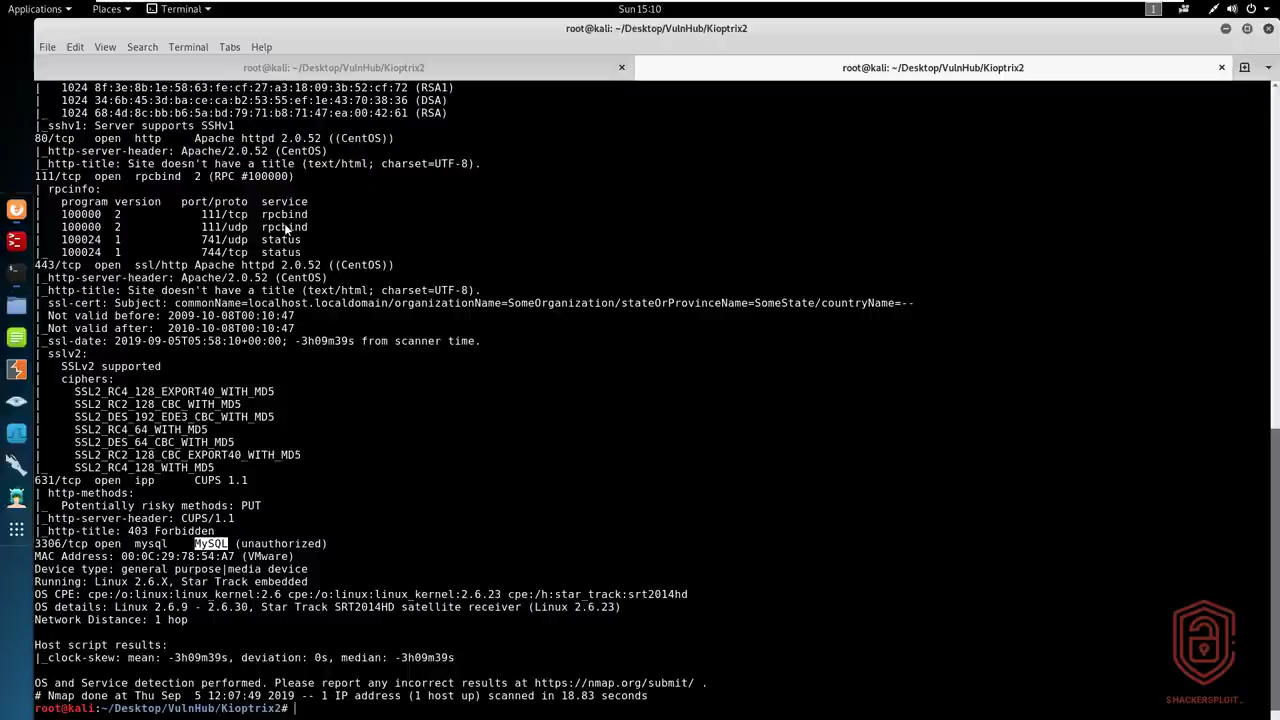 Applications Places Terminal Sun 15:10 1
root@kali: ~/Desktop/VulnHub/Kioptrix2
File Edit View Search Terminal Tabs Help
root@kali: ~/Desktop/VulnHub/Kioptrix2 root@kali: ~/Desktop/VulnHub/Kioptrix2
|   1024 8f:3e:8b:1e:58:63:fe:cf:27:a3:18:09:3b:52:cf:72 (RSA1)
|   1024 34:6b:45:3d:ba:ce:ca:b2:53:55:ef:1e:43:70:38:36 (DSA)
|_  1024 68:4d:8c:bb:b6:5a:bd:79:71:b8:71:47:ea:00:42:61 (RSA)
|_sshv1: Server supports SSHv1
80/tcp   open  http     Apache httpd 2.0.52 ((CentOS))
|_http-server-header: Apache/2.0.52 (CentOS)
|_http-title: Site doesn't have a title (text/html; charset=UTF-8).
111/tcp  open  rpcbind  2 (RPC #100000)
| rpcinfo:
|   program version   port/proto  service
|   100000  2            111/tcp  rpcbind
|   100000  2            111/udp  rpcbind
|   100024  1            741/udp  status
|_  100024  1            744/tcp  status
443/tcp  open  ssl/http Apache httpd 2.0.52 ((CentOS))
|_http-server-header: Apache/2.0.52 (CentOS)
|_http-title: Site doesn't have a title (text/html; charset=UTF-8).
| ssl-cert: Subject: commonName=localhost.localdomain/organizationName=SomeOrganization/stateOrProvinceName=SomeState/countryName=--
| Not valid before: 2009-10-08T00:10:47
|_Not valid after:  2010-10-08T00:10:47
|_ssl-date: 2019-09-05T05:58:10+00:00; -3h09m39s from scanner time.
| sslv2:
|   SSLv2 supported
|   ciphers:
|     SSL2_RC4_128_EXPORT40_WITH_MD5
|     SSL2_RC2_128_CBC_WITH_MD5
|     SSL2_DES_192_EDE3_CBC_WITH_MD5
|     SSL2_RC4_64_WITH_MD5
|     SSL2_DES_64_CBC_WITH_MD5
|     SSL2_RC2_128_CBC_EXPORT40_WITH_MD5
|_    SSL2_RC4_128_WITH_MD5
631/tcp  open  ipp      CUPS 1.1
| http-methods:
|_  Potentially risky methods: PUT
|_http-server-header: CUPS/1.1
|_http-title: 403 Forbidden
3306/tcp open  mysql    MySQL (unauthorized)
MAC Address: 00:0C:29:78:54:A7 (VMware)
Device type: general purpose|media device
Running: Linux 2.6.X, Star Track embedded
OS CPE: cpe:/o:linux:linux_kernel:2.6 cpe:/o:linux:linux_kernel:2.6.23 cpe:/h:star_track:srt2014hd
OS details: Linux 2.6.9 - 2.6.30, Star Track SRT2014HD satellite receiver (Linux 2.6.23)
Network Distance: 1 hop
Host script results:
|_clock-skew: mean: -3h09m39s, deviation: 0s, median: -3h09m39s
OS and Service detection performed. Please report any incorrect results at https://nmap.org/submit/ .
# Nmap done at Thu Sep  5 12:07:49 2019 -- 1 IP address (1 host up) scanned in 18.83 seconds
root@kali:~/Desktop/VulnHub/Kioptrix2#